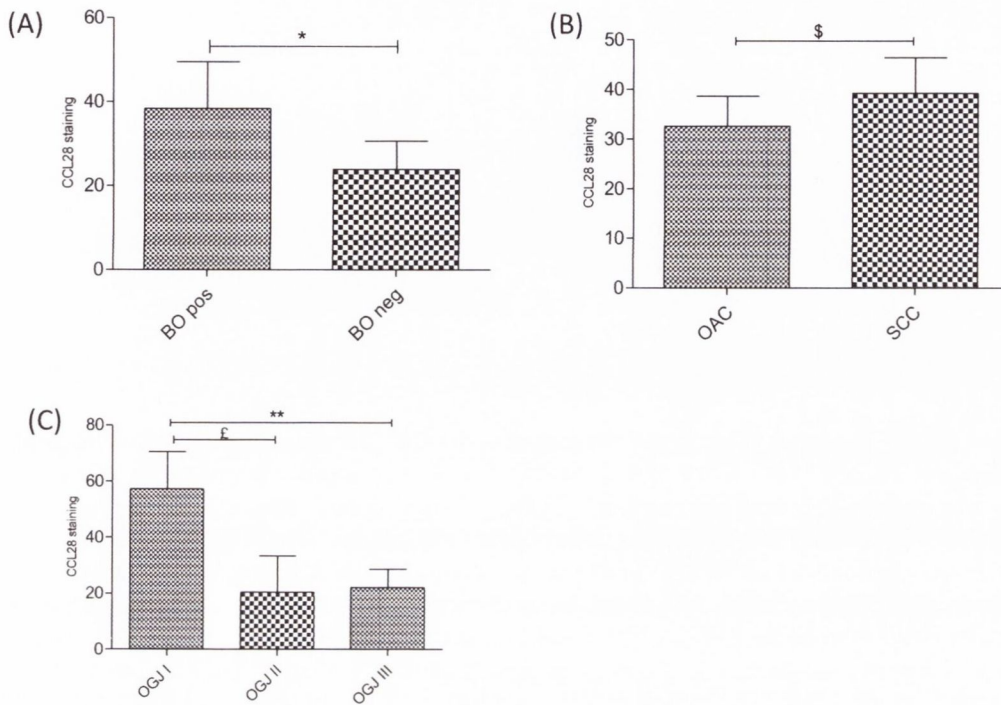 (A)
60
40
20
0
CCL28 staining
*
BO pos
BO neg
(B)
50
40
30
20
10
0
CCL28 staining
$
OAC
SCC
(C)
80
60
40
20
0
CCL28 staining
**
£
OGJ I
OGJ II
OGJ III